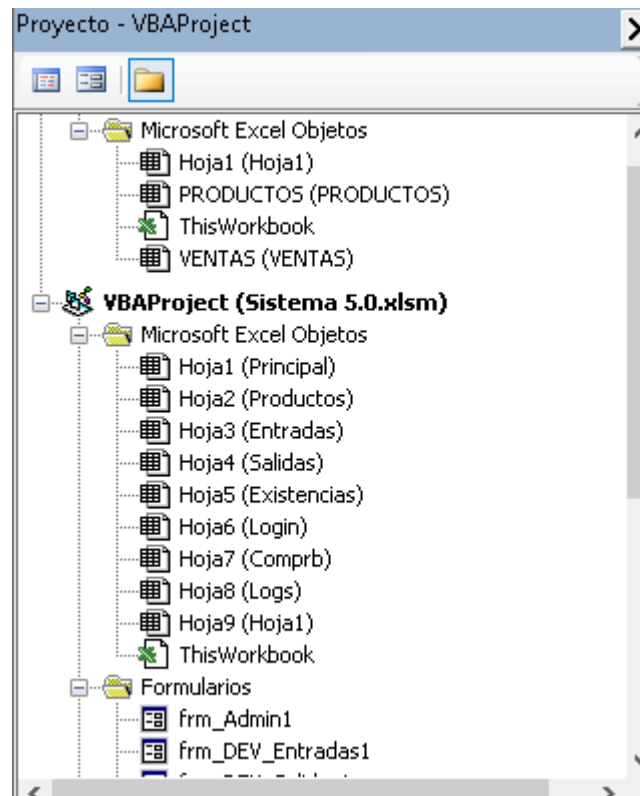 Proyecto - VBAProject
Microsoft Excel Objetos
Hoja1 (Hoja1)
PRODUCTOS (PRODUCTOS)
ThisWorkbook
VENTAS (VENTAS)
VBAProject (Sistema 5.0.xlsm)
Microsoft Excel Objetos
Hoja1 (Principal)
Hoja2 (Productos)
Hoja3 (Entradas)
Hoja4 (Salidas)
Hoja5 (Existencias)
Hoja6 (Login)
Hoja7 (Comprb)
Hoja8 (Logs)
Hoja9 (Hoja1)
ThisWorkbook
Formularios
frm_Admin1
frm_DEV_Entradas1